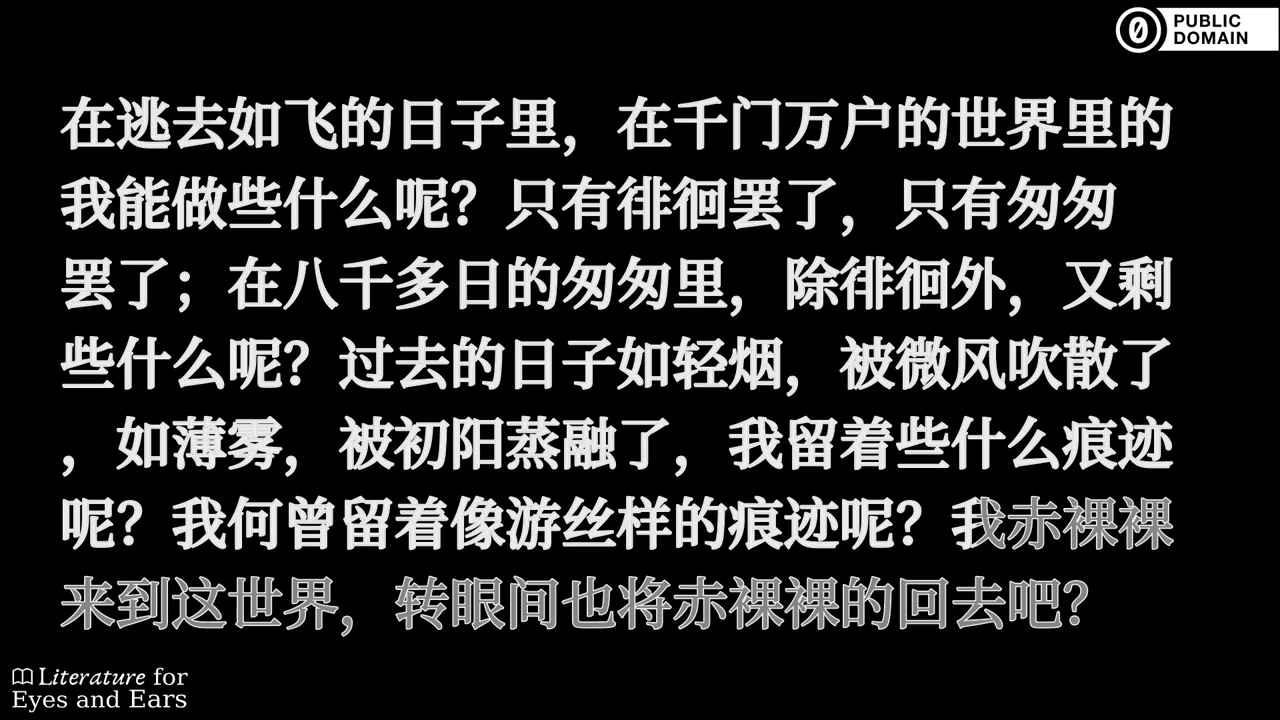 PUBLIC
DOMAIN
在逃去如飞的日子里，在千门万户的世界里的
我能做些什么呢？只有徘徊罢了，只有匆匆
罢了；在八千多日的匆匆里，除徘徊外，又剩
些什么呢？过去的日子如轻烟，被微风吹散了
，如薄雾，被初阳蒸融了，我留着些什么痕迹
呢？我何曾留着像游丝样的痕迹呢？我赤裸裸
来到这世界，转眼间也将赤裸裸的回去吧？
Literature for
Eyes and Ears